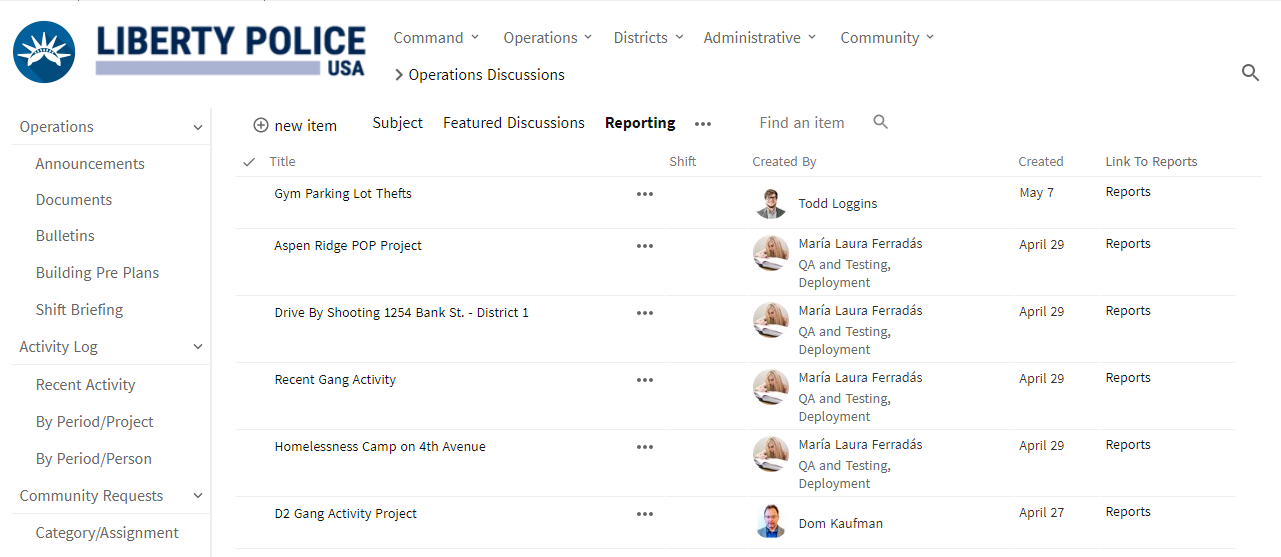 LIBERTY POLICE
USA
Command Operations Districts Administrative Community
Operations Discussions
Operations
Announcements
Documents
Bulletins
Building Pre Plans
Shift Briefing
Activity Log
Recent Activity
By Period/Project
By Period/Person
Community Requests
Category/Assignment
new item Subject Featured Discussions Reporting ••• Find an item
Title Shift Created By Created Link To Reports
Gym Parking Lot Thefts ••• Todd Loggins May 7 Reports
Aspen Ridge POP Project ••• María Laura Ferradás April 29 Reports
QA and Testing,
Deployment
Drive By Shooting 1254 Bank St. - District 1 ••• María Laura Ferradás April 29 Reports
QA and Testing,
Deployment
Recent Gang Activity ••• María Laura Ferradás April 29 Reports
QA and Testing,
Deployment
Homelessness Camp on 4th Avenue ••• María Laura Ferradás April 29 Reports
QA and Testing,
Deployment
D2 Gang Activity Project ••• Dom Kaufman April 27 Reports